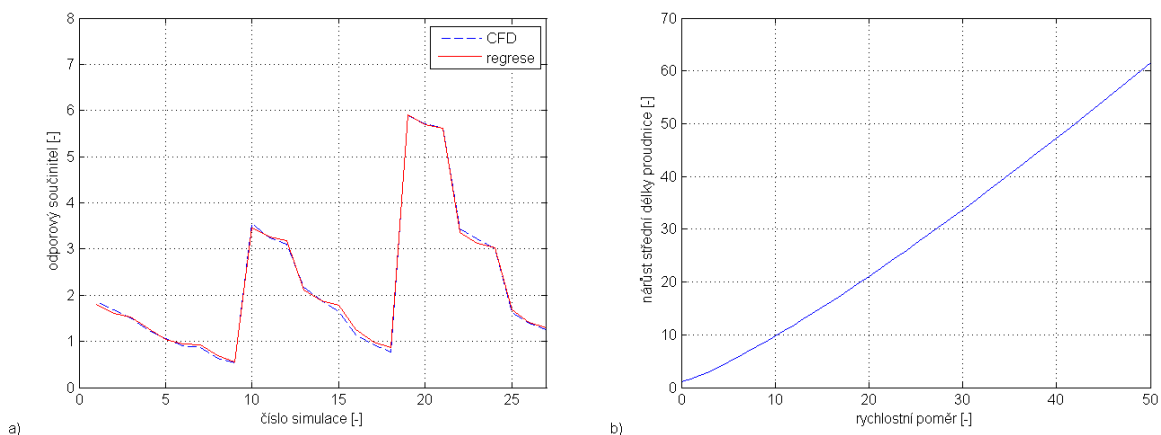 8
7
6
5
4
3
2
1
0
odporový součinitel [-]
CFD
regrese
0 5 10 15 20 25
číslo simulace [-]
a)
70
60
50
40
30
20
10
0
nárůst střední délky proudnice [-]
0 10 20 30 40 50
rychlostní poměr [-]
b)